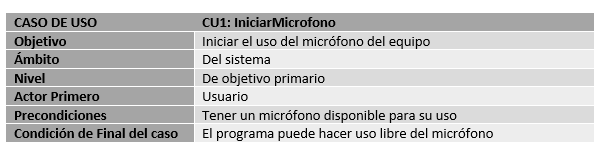 CASO DE USO CU1: IniciarMicrofono
Objetivo Iniciar el uso del micrófono del equipo
Ámbito Del sistema
Nivel De objetivo primario
Actor Primero Usuario
Precondiciones Tener un micrófono disponible para su uso
Condición de Final del caso El programa puede hacer uso libre del micrófono